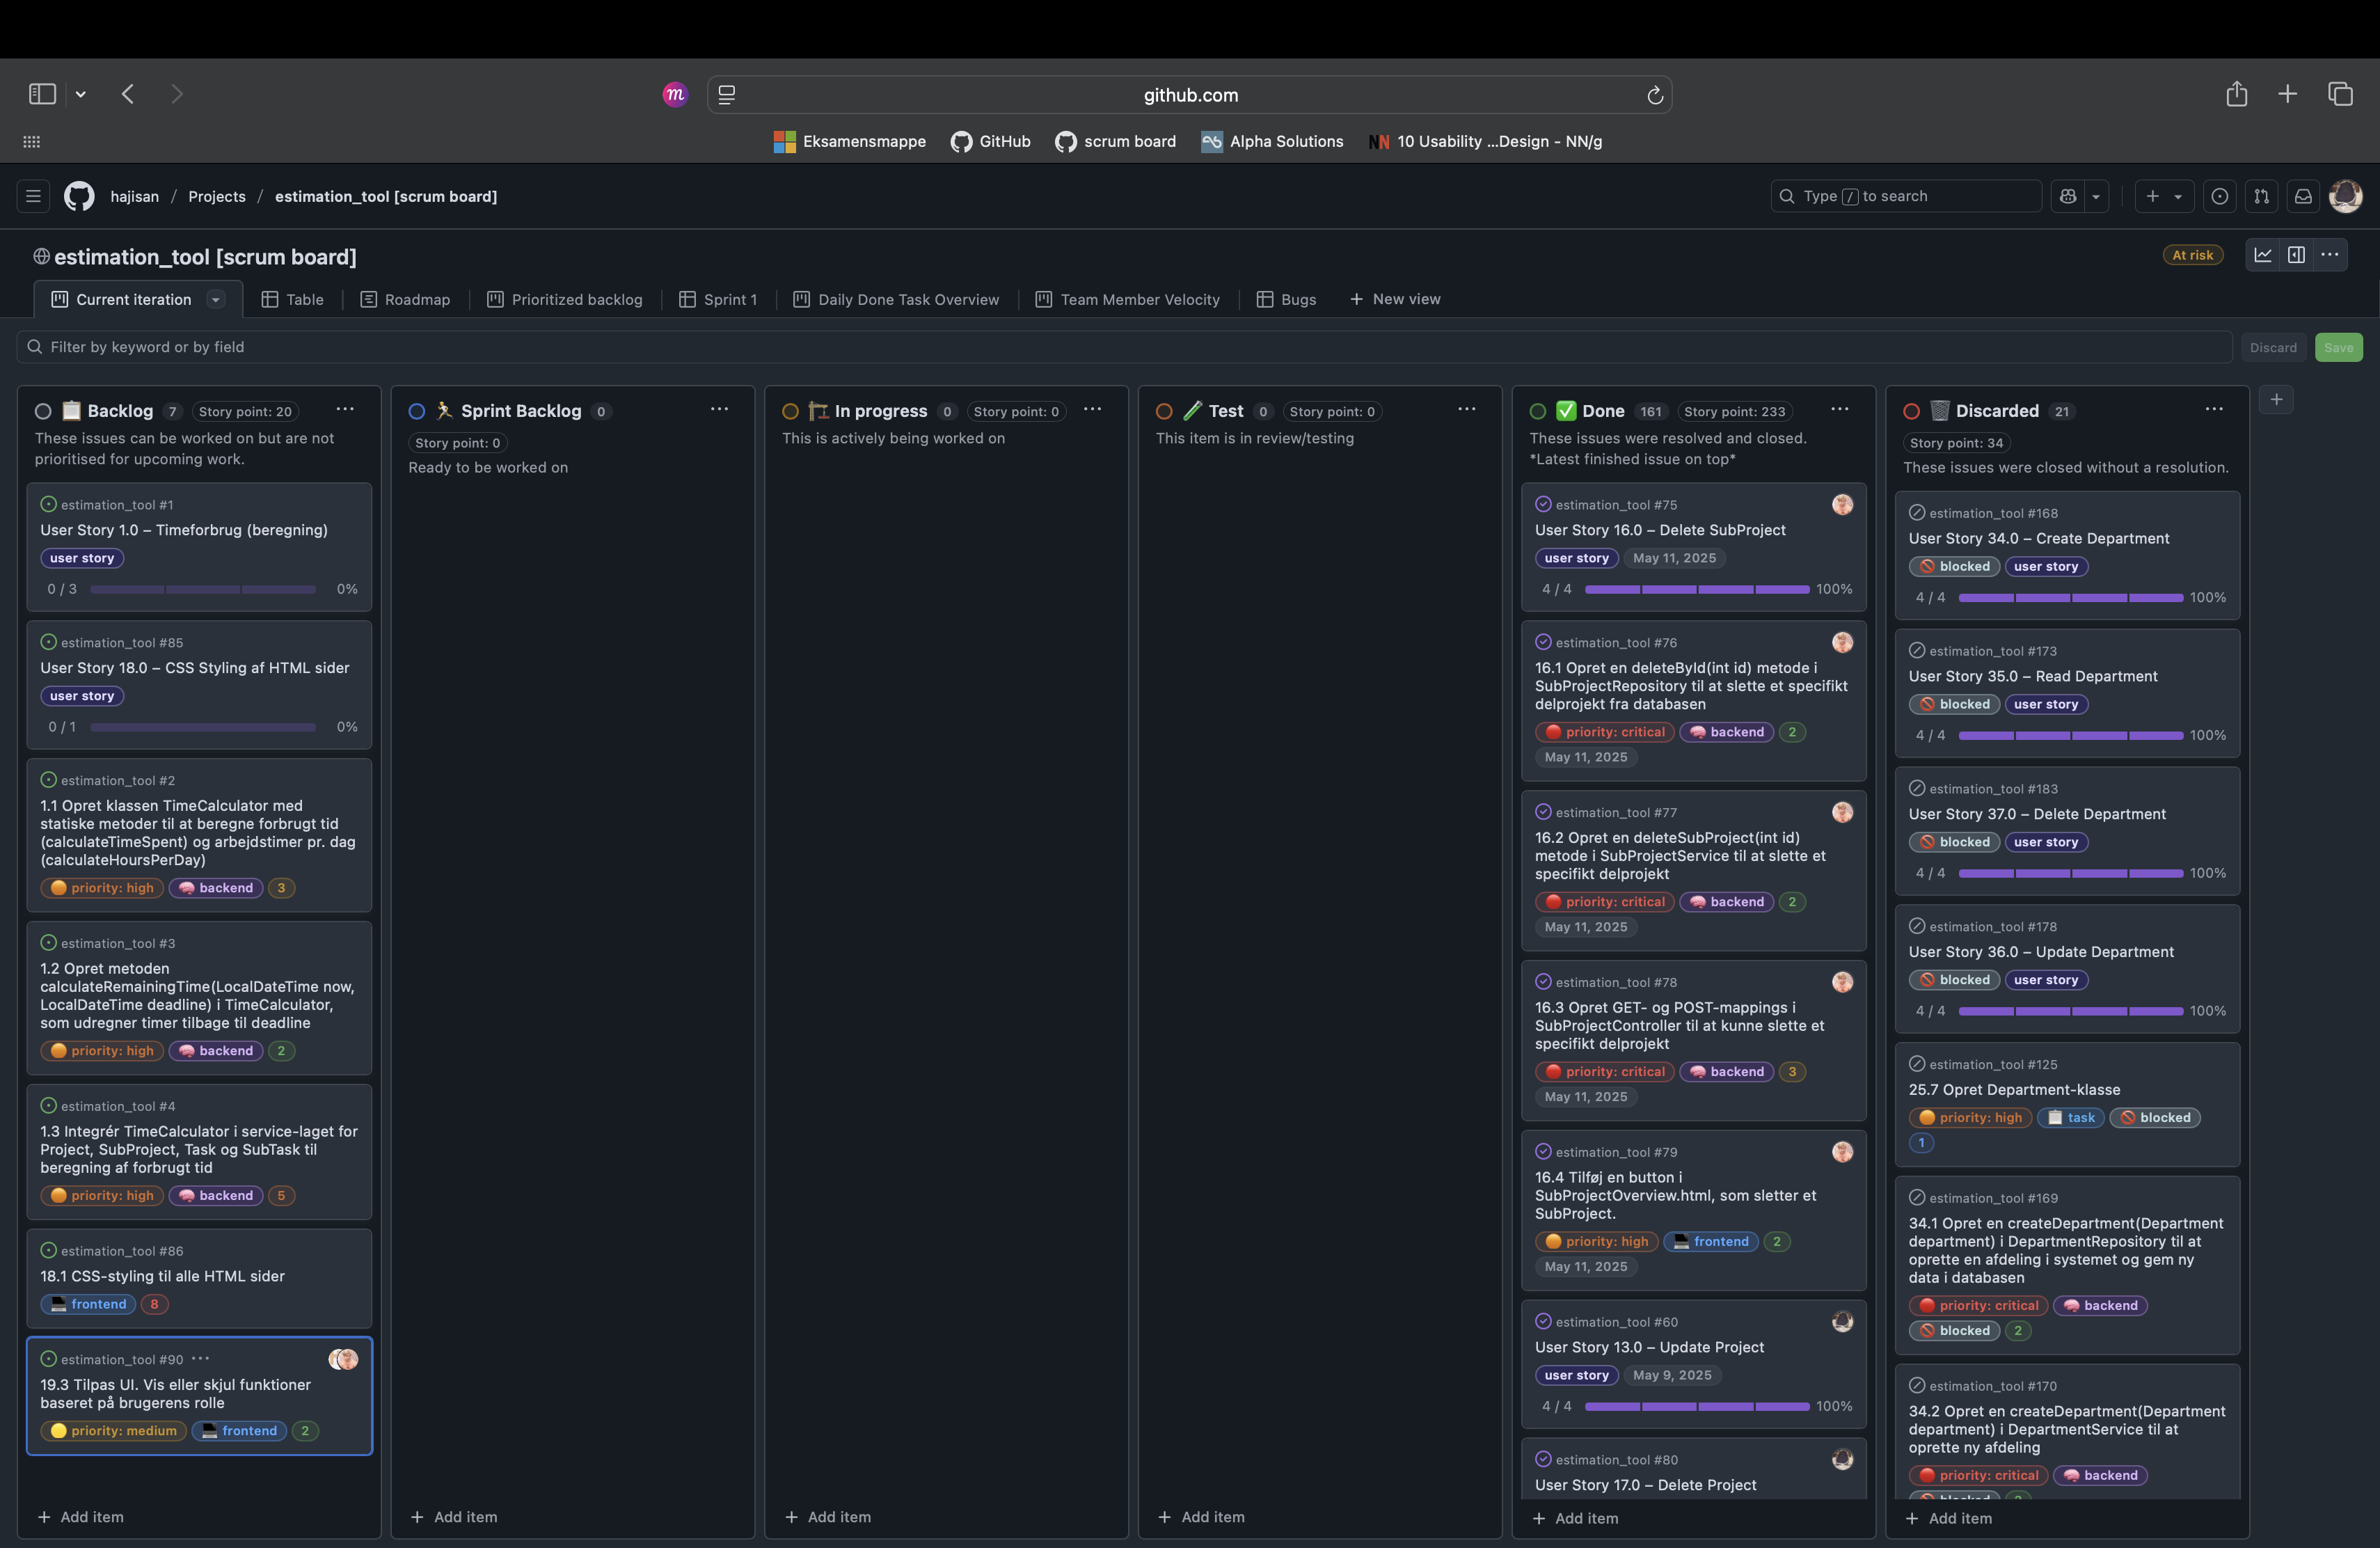 github.com
Eksamensmappe GitHub scrum board Alpha Solutions NN 10 Usability ...Design - NN/g
hajisan / Projects / estimation_tool [scrum board]
Type / to search
estimation_tool [scrum board]
At risk
Current iteration Table Roadmap Prioritized backlog Sprint 1 Daily Done Task Overview Team Member Velocity Bugs + New view
Filter by keyword or by field
Discard Save
Backlog 7 Story point: 20
These issues can be worked on but are not
prioritised for upcoming work.
estimation_tool #1
User Story 1.0 – Timeforbrug (beregning)
user story
0 / 3 0%
estimation_tool #85
User Story 18.0 – CSS Styling af HTML sider
user story
0 / 1 0%
estimation_tool #2
1.1 Opret klassen TimeCalculator med
statiske metoder til at beregne forbrugt tid
(calculateTimeSpent) og arbejdstimer pr. dag
(calculateHoursPerDay)
priority: high backend 3
estimation_tool #3
1.2 Opret metoden
calculateRemainingTime(LocalDateTime now,
LocalDateTime deadline) i TimeCalculator,
som udregner timer tilbage til deadline
priority: high backend 2
estimation_tool #4
1.3 Integrér TimeCalculator i service-laget for
Project, SubProject, Task og SubTask til
beregning af forbrugt tid
priority: high backend 5
estimation_tool #86
18.1 CSS-styling til alle HTML sider
frontend 8
estimation_tool #90
19.3 Tilpas UI. Vis eller skjul funktioner
baseret på brugerens rolle
priority: medium frontend 2
+ Add item
Sprint Backlog 0
Story point: 0
Ready to be worked on
+ Add item
In progress 0 Story point: 0
This is actively being worked on
+ Add item
Test 0 Story point: 0
This item is in review/testing
+ Add item
Done 161 Story point: 233
These issues were resolved and closed.
*Latest finished issue on top*
estimation_tool #75
User Story 16.0 – Delete SubProject
user story May 11, 2025
4 / 4 100%
estimation_tool #76
16.1 Opret en deleteById(int id) metode i
SubProjectRepository til at slette et specifikt
delprojekt fra databasen
priority: critical backend 2
May 11, 2025
estimation_tool #77
16.2 Opret en deleteSubProject(int id)
metode i SubProjectService til at slette et
specifikt delprojekt
priority: critical backend 2
May 11, 2025
estimation_tool #78
16.3 Opret GET- og POST-mappings i
SubProjectController til at kunne slette et
specifikt delprojekt
priority: critical backend 3
May 11, 2025
estimation_tool #79
16.4 Tilføj en button i
SubProjectOverview.html, som sletter et
SubProject.
priority: high frontend 2
May 11, 2025
estimation_tool #60
User Story 13.0 – Update Project
user story May 9, 2025
4 / 4 100%
estimation_tool #80
User Story 17.0 – Delete Project
+ Add item
Discarded 21
Story point: 34
These issues were closed without a resolution.
estimation_tool #168
User Story 34.0 – Create Department
blocked user story
4 / 4 100%
estimation_tool #173
User Story 35.0 – Read Department
blocked user story
4 / 4 100%
estimation_tool #183
User Story 37.0 – Delete Department
blocked user story
4 / 4 100%
estimation_tool #178
User Story 36.0 – Update Department
blocked user story
4 / 4 100%
estimation_tool #125
25.7 Opret Department-klasse
priority: high task blocked
1
estimation_tool #169
34.1 Opret en createDepartment(Department
department) i DepartmentRepository til at
oprette en afdeling i systemet og gem ny
data i databasen
priority: critical backend
blocked 2
estimation_tool #170
34.2 Opret en createDepartment(Department
department) i DepartmentService til at
oprette ny afdeling
priority: critical backend
+ Add item